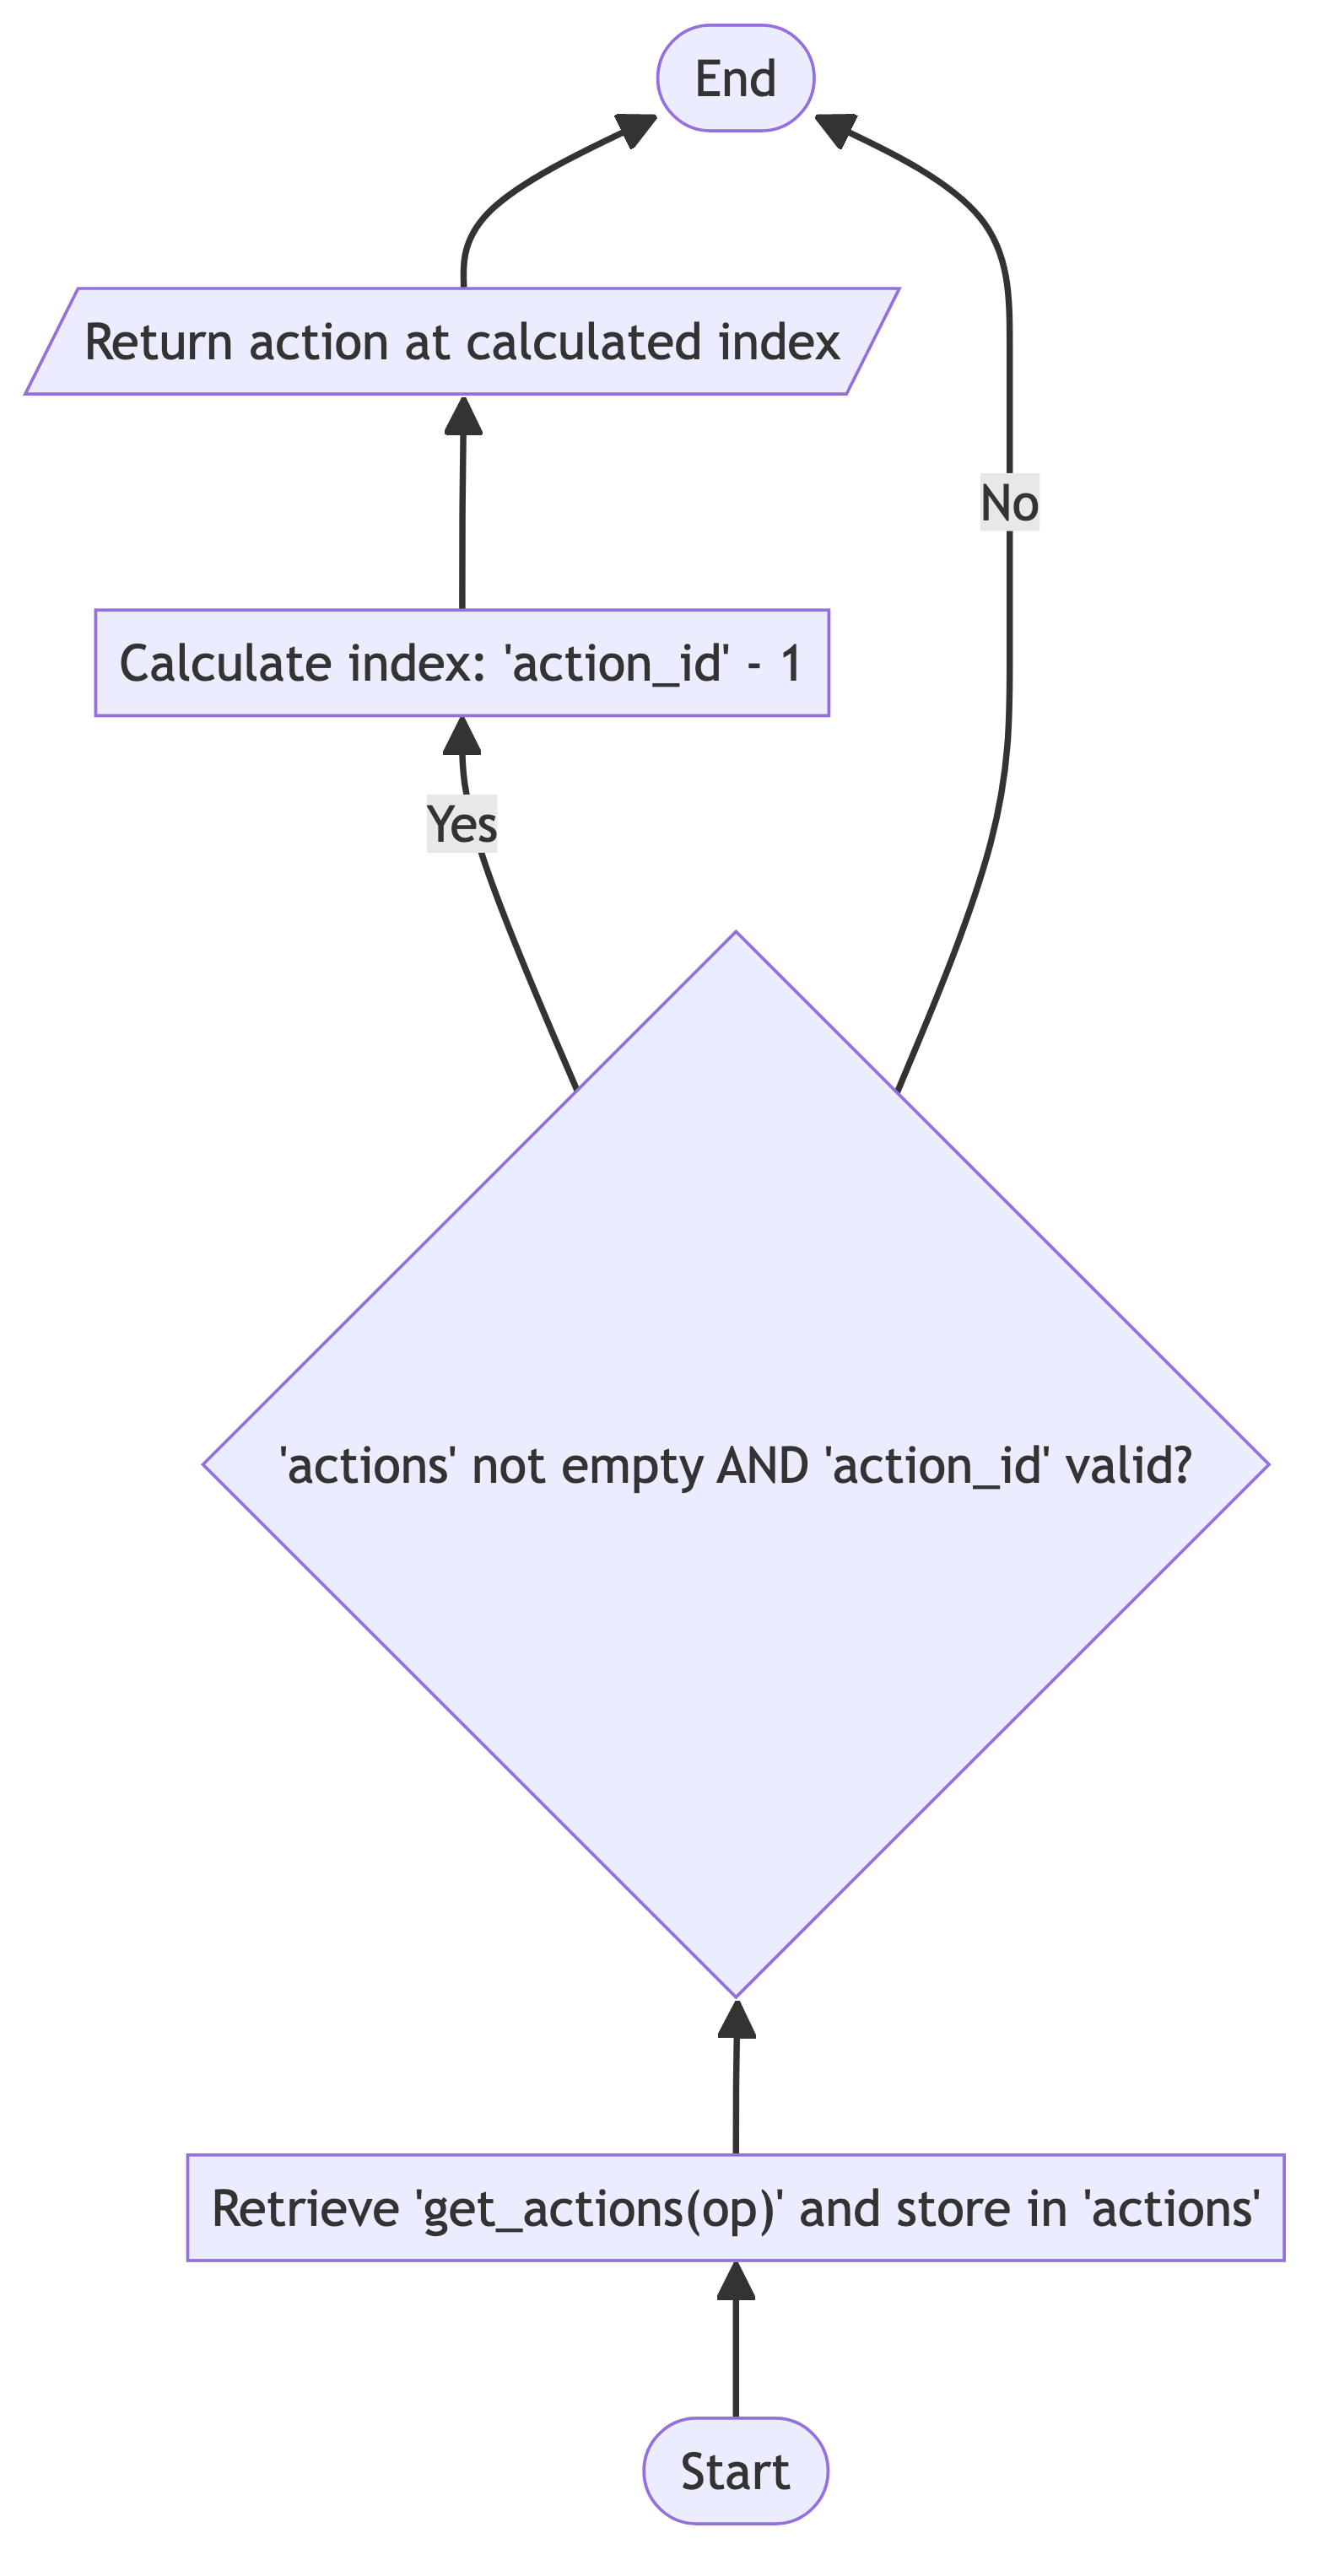 End
Return action at calculated index
No
Calculate index: 'action_id' - 1
Yes
'actions' not empty AND 'action_id' valid?
Retrieve 'get_actions(op)' and store in 'actions'
Start